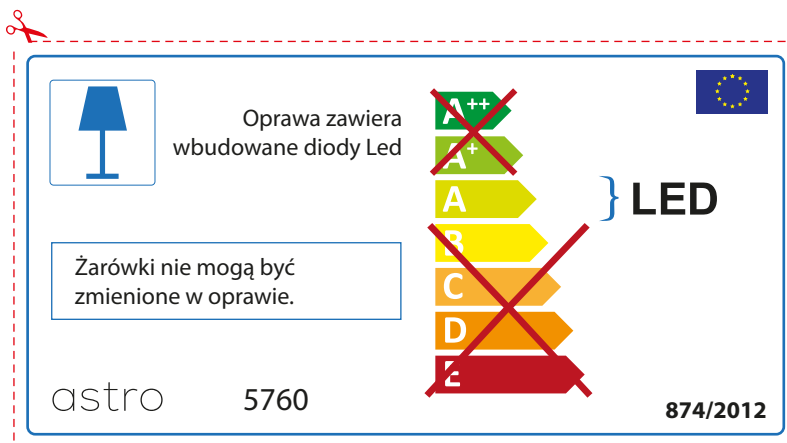 Oprawa zawiera
wbudowane diody Led
A++
A+
A
B
C
D
E
LED
Żarówki nie mogą być
zmienione w oprawie.
astro
5760
874/2012